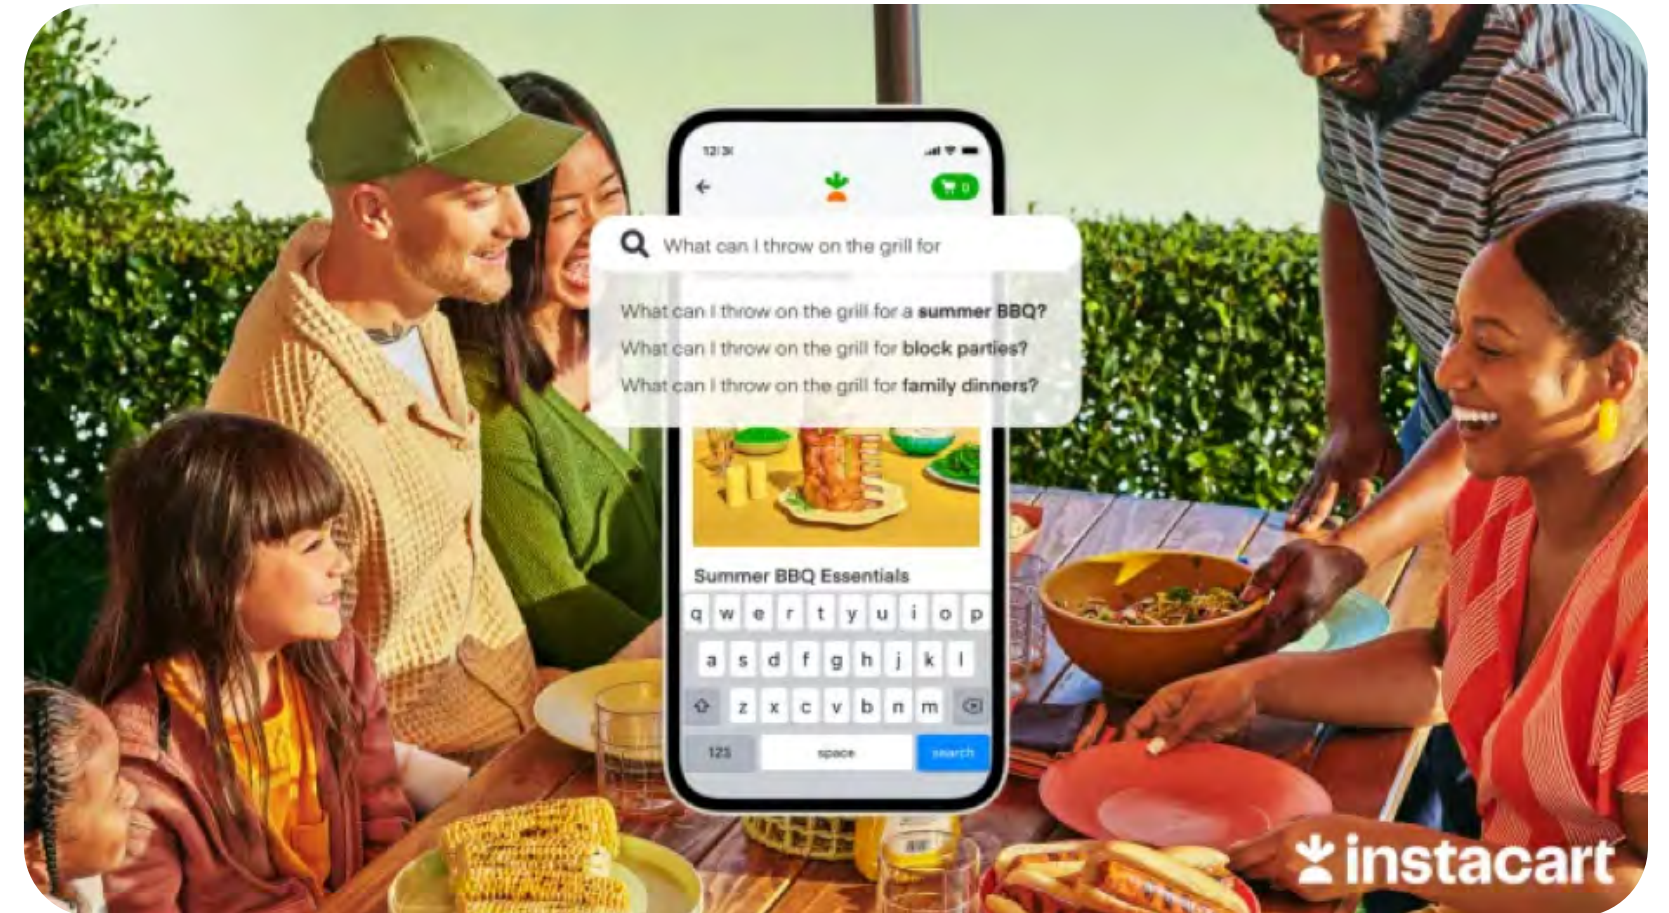 12:30
0
What can I throw on the grill for
What can I throw on the grill for a summer BBQ?
What can I throw on the grill for block parties?
What can I throw on the grill for family dinners?
Summer BBQ Essentials
q w e r t y u i o p
a s d f g h j k l
z x c v b n m
123 space search
instacart